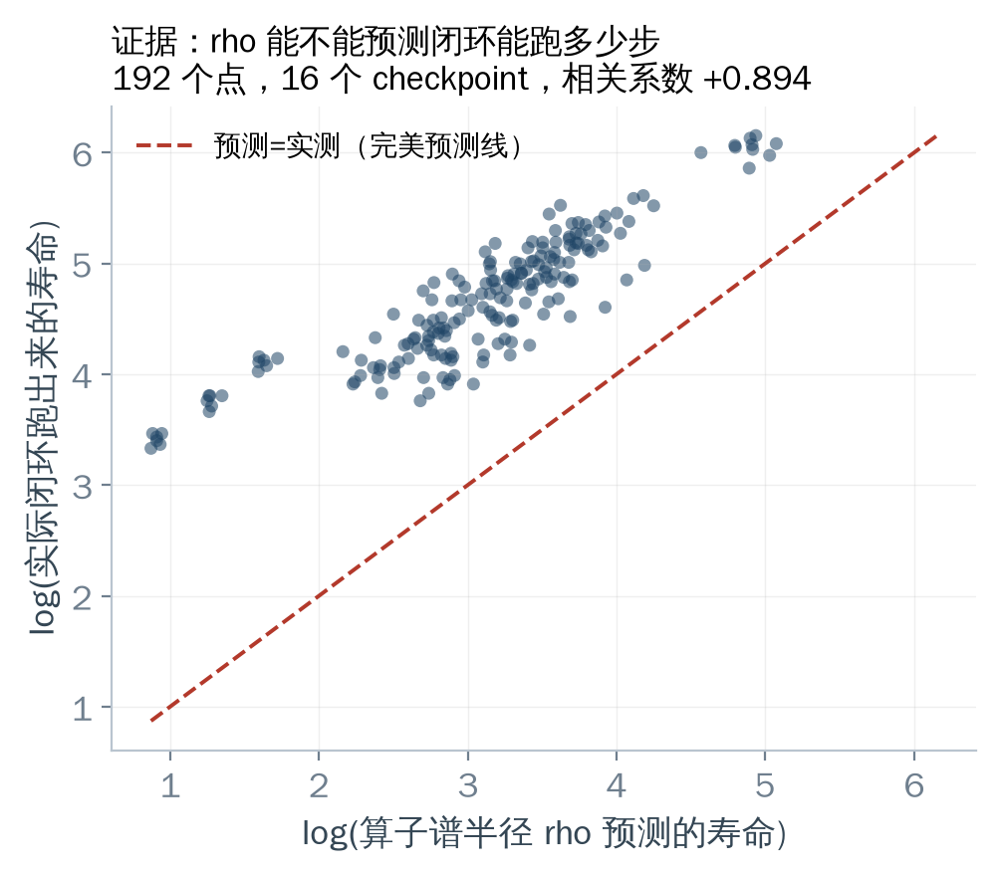 证据：rho 能不能预测闭环能跑多少步
192 个点，16 个 checkpoint，相关系数 +0.894
预测=实测（完美预测线）
log(实际闭环跑出来的寿命)
6
5
4
3
2
1
1 2 3 4 5 6
log(算子谱半径 rho 预测的寿命)